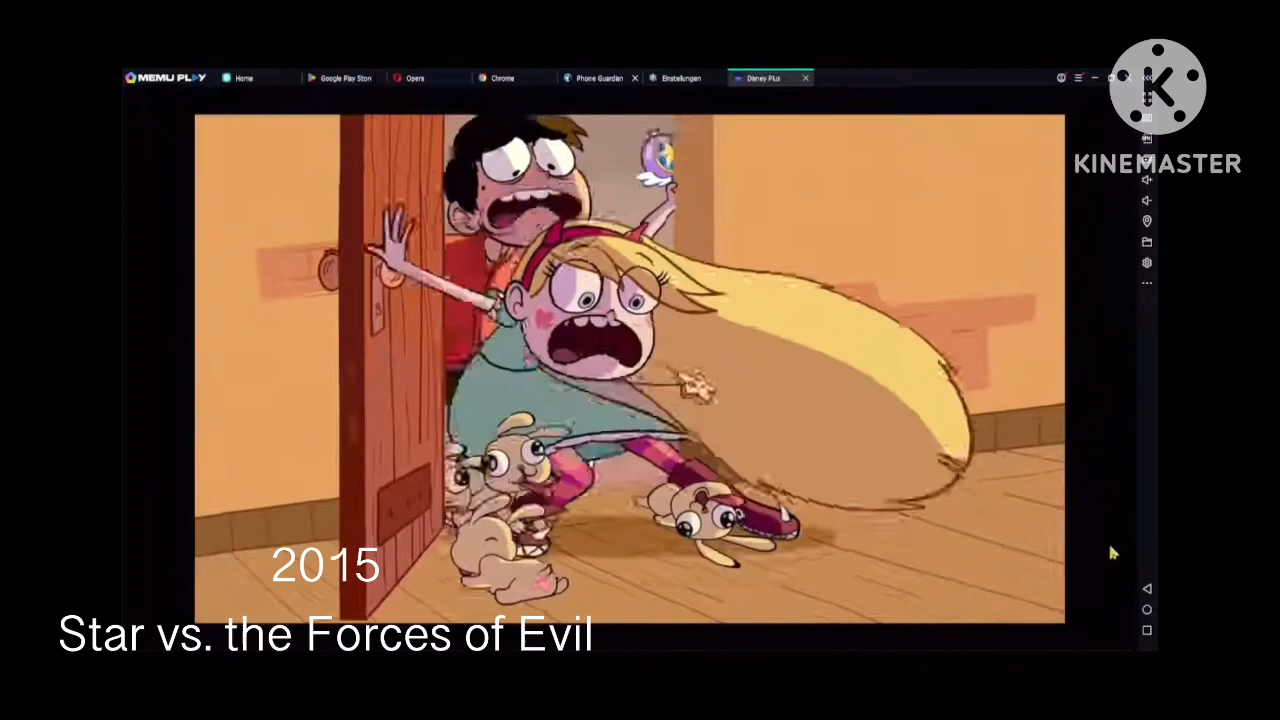 MEMU PLAY Home Google Play Ston Opera Chrome Phone Guardian Einstellungen Disney Plus
KINEMASTER
2015
Star vs. the Forces of Evil